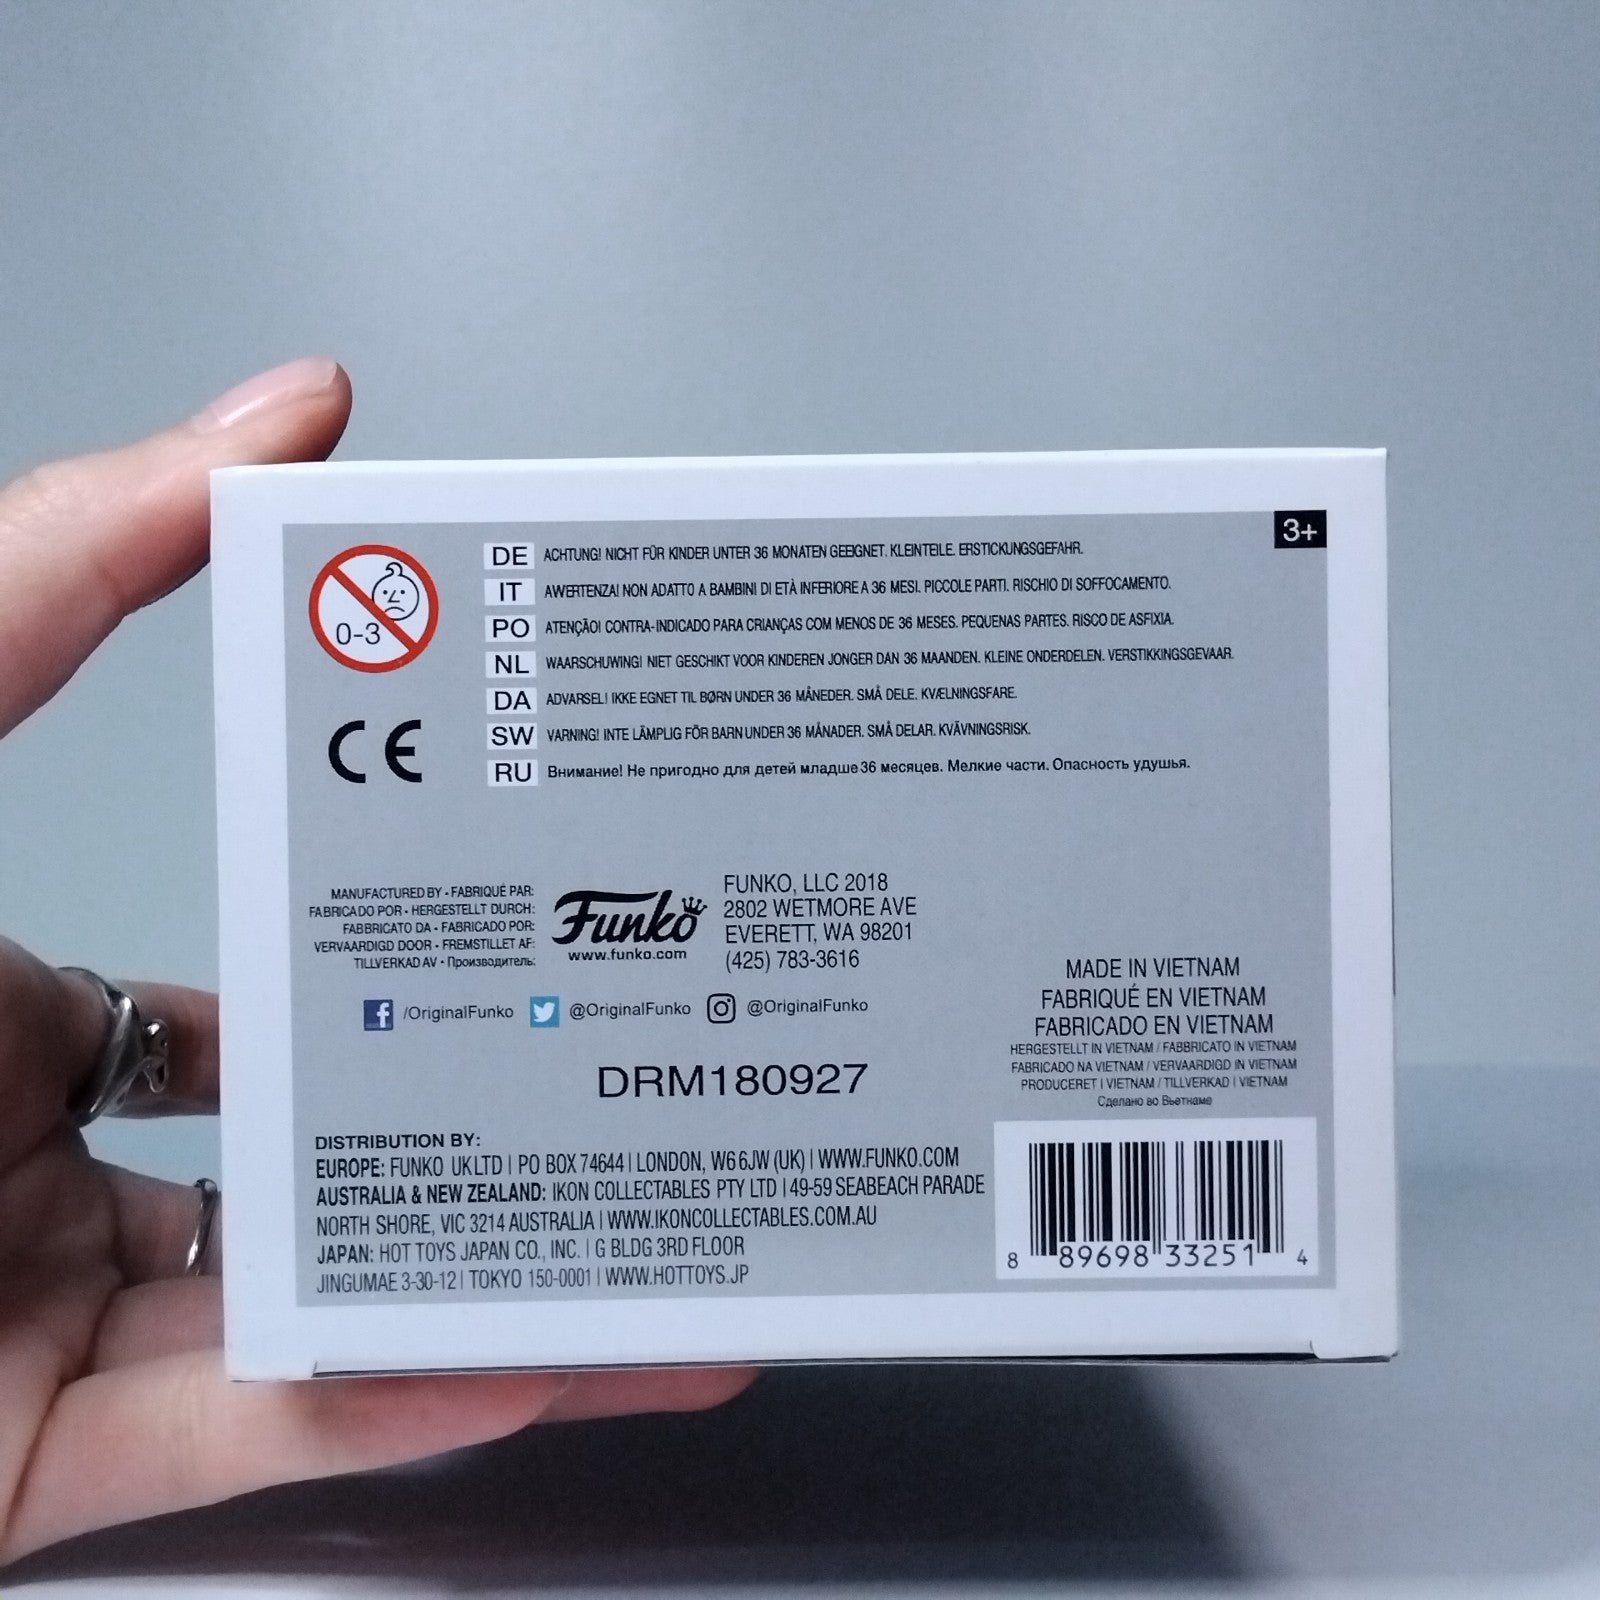 3+
0-3
DE ACHTUNG! NICHT FÜR KINDER UNTER 36 MONATEN GEEIGNET. KLEINTEILE. ERSTICKUNGSGEFAHR.
IT AWERTENZA! NON ADATTO A BAMBINI DI ETÀ INFERIORE A 36 MESI. PICCOLE PARTI. RISCHIO DI SOFFOCAMENTO.
PO ATENÇÃO! CONTRA-INDICADO PARA CRIANÇAS COM MENOS DE 36 MESES. PEQUENAS PARTES. RISCO DE ASFIXIA.
NL WAARSCHUWING! NIET GESCHIKT VOOR KINDEREN JONGER DAN 36 MAANDEN. KLEINE ONDERDELEN. VERSTIKKINGSGEVAAR.
DA ADVARSEL! IKKE EGNET TIL BØRN UNDER 36 MÅNEDER. SMÅ DELE. KVÆLNINGSFARE.
SW VARNING! INTE LÄMPLIG FÖR BARN UNDER 36 MÅNADER. SMÅ DELAR. KVÄVNINGSRISK.
RU Внимание! Не пригодно для детей младше 36 месяцев. Мелкие части. Опасность удушья.
CE
MANUFACTURED BY • FABRIQUÉ PAR:
FABRICADO POR • HERGESTELLT DURCH:
FABBRICATO DA • FABRICADO POR:
VERVAARDIGD DOOR • FREMSTILLET AF:
TILLVERKAD AV • Производитель:
Funko
www.funko.com
FUNKO, LLC 2018
2802 WETMORE AVE
EVERETT, WA 98201
(425) 783-3616
f /OriginalFunko @OriginalFunko @OriginalFunko
DRM180927
MADE IN VIETNAM
FABRIQUÉ EN VIETNAM
FABRICADO EN VIETNAM
HERGESTELLT IN VIETNAM / FABBRICATO IN VIETNAM
FABRICADO NA VIETNAM / VERVAARDIGD IN VIETNAM
PRODUCERET I VIETNAM / TILLVERKAD I VIETNAM
Сделано во Вьетнаме
DISTRIBUTION BY:
EUROPE: FUNKO UK LTD | PO BOX 74644 | LONDON, W6 6JW (UK) | WWW.FUNKO.COM
AUSTRALIA & NEW ZEALAND: IKON COLLECTABLES PTY LTD | 49-59 SEABEACH PARADE
NORTH SHORE, VIC 3214 AUSTRALIA | WWW.IKONCOLLECTABLES.COM.AU
JAPAN: HOT TOYS JAPAN CO., INC. | G BLDG 3RD FLOOR
JINGUMAE 3-30-12 | TOKYO 150-0001 | WWW.HOTTOYS.JP
8 89698 33251 4